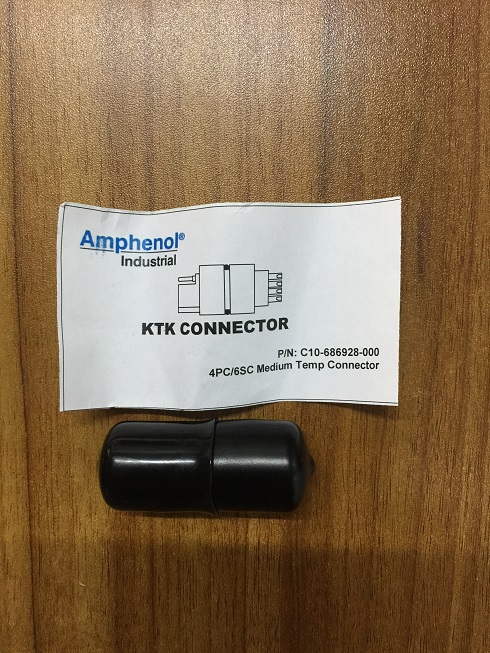 Amphenol®
Industrial
KTK CONNECTOR
P/N: C10-686928-000
4PC/6SC Medium Temp Connector